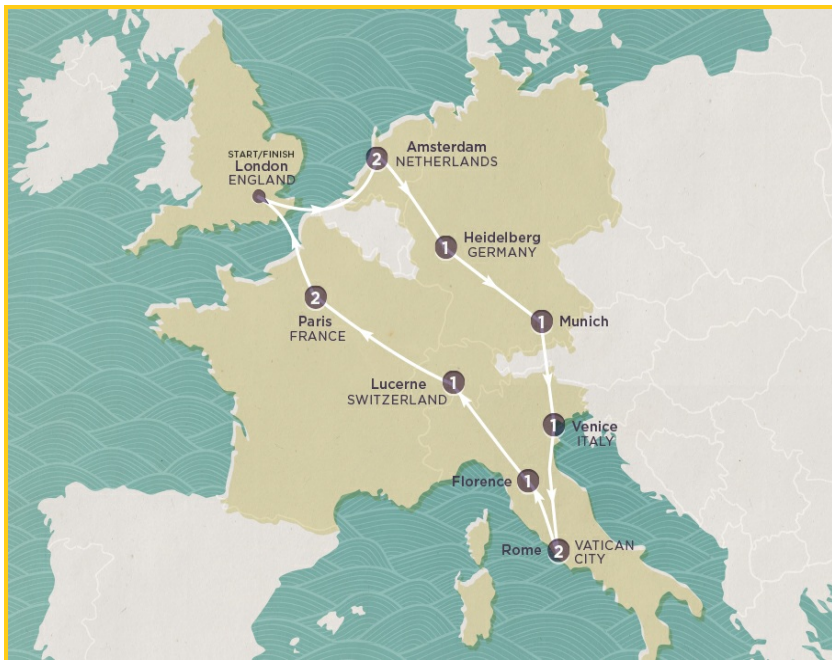 START/FINISH
London
ENGLAND
2
Amsterdam
NETHERLANDS
1
Heidelberg
GERMANY
1
Munich
2
Paris
FRANCE
Lucerne
SWITZERLAND
1
1
Venice
ITALY
Florence
1
Rome
2
VATICAN
CITY